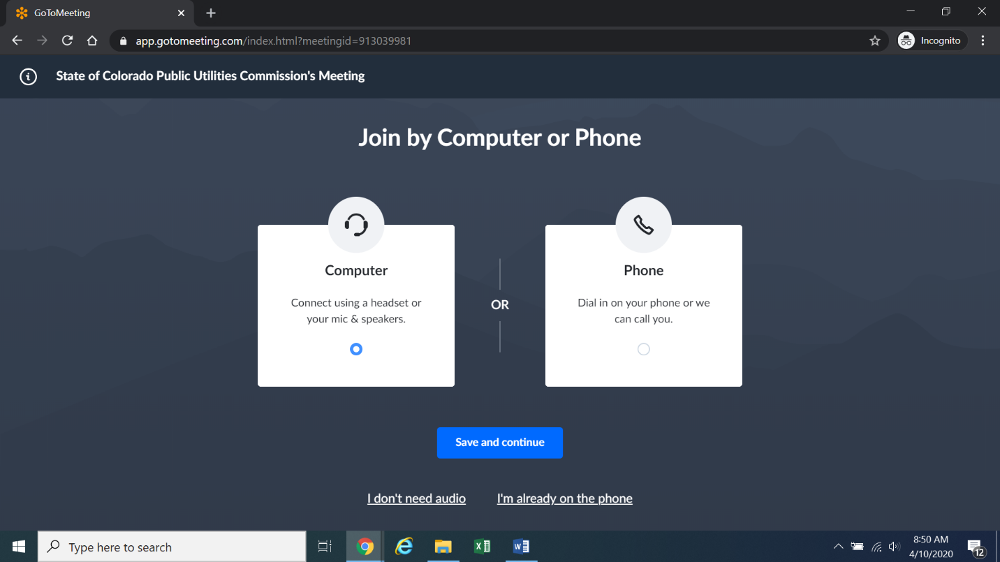 GoToMeeting
app.gotomeeting.com/index.html?meetingid=913039981
Incognito
State of Colorado Public Utilities Commission's Meeting
Join by Computer or Phone
Computer
Connect using a headset or
your mic & speakers.
OR
Phone
Dial in on your phone or we
can call you.
Save and continue
I don't need audio
I'm already on the phone
Type here to search
8:50 AM
4/10/2020
12